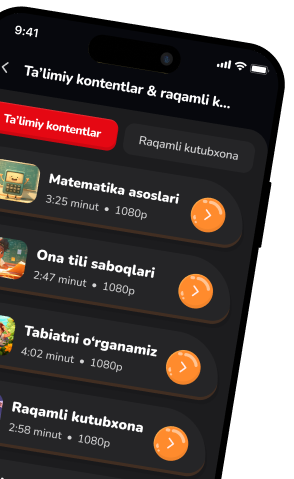 9:41
Ta’limiy kontentlar & raqamli k...
Ta’limiy kontentlar
Raqamli kutubxona
Matematika asoslari
3:25 minut • 1080p
Ona tili saboqlari
2:47 minut • 1080p
Tabiatni o‘rganamiz
4:02 minut • 1080p
Raqamli kutubxona
2:58 minut • 1080p